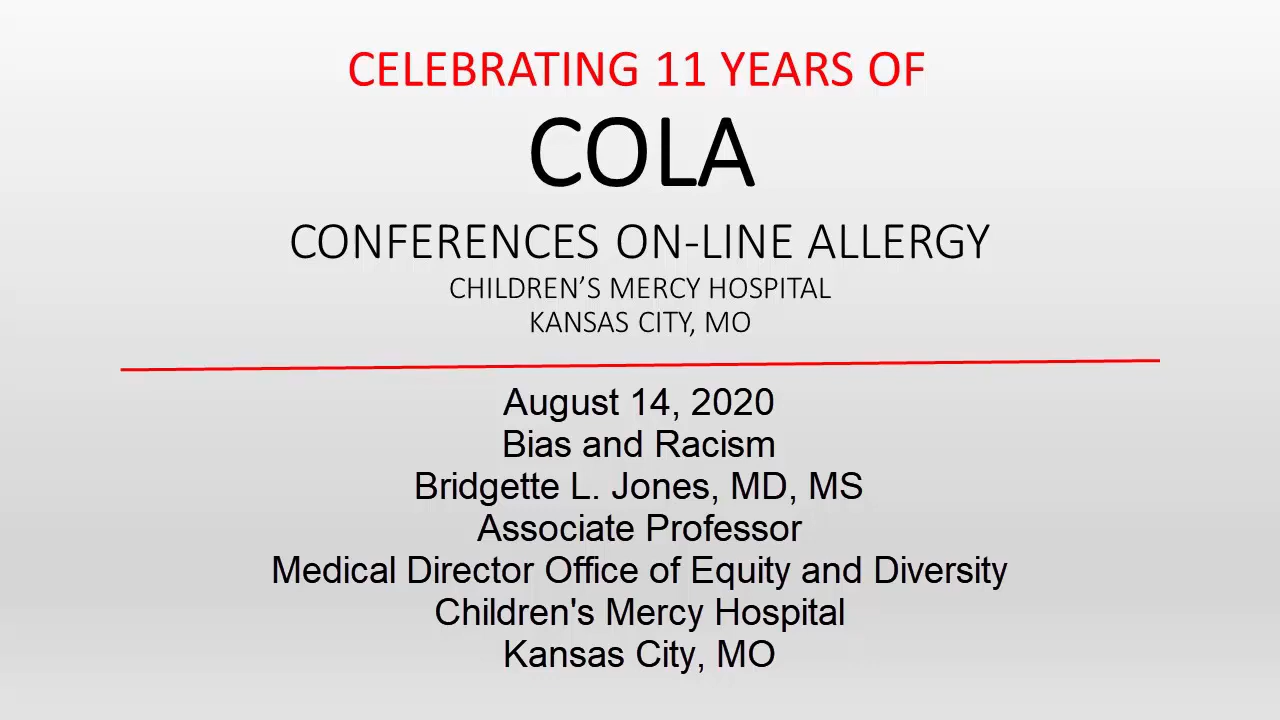 CELEBRATING 11 YEARS OF
COLA
CONFERENCES ON-LINE ALLERGY
CHILDREN’S MERCY HOSPITAL
KANSAS CITY, MO
August 14, 2020
Bias and Racism
Bridgette L. Jones, MD, MS
Associate Professor
Medical Director Office of Equity and Diversity
Children's Mercy Hospital
Kansas City, MO